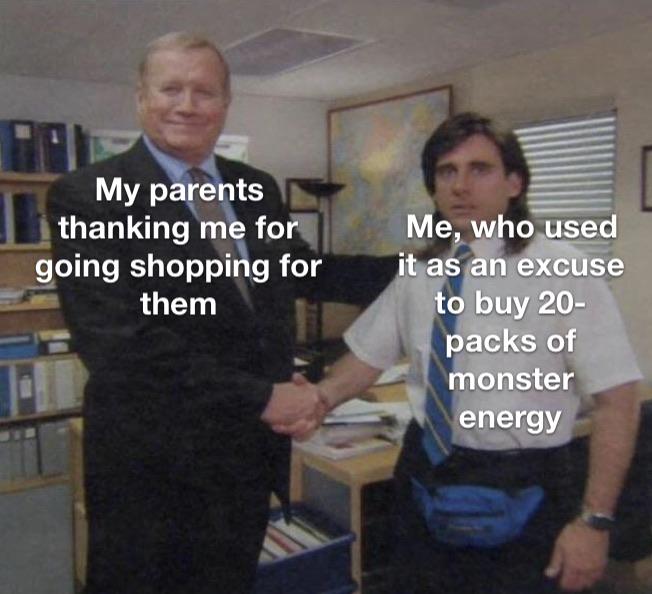 My parents
thanking me for
going shopping for
them
Me, who used
it as an excuse
to buy 20-
packs of
monster
energy